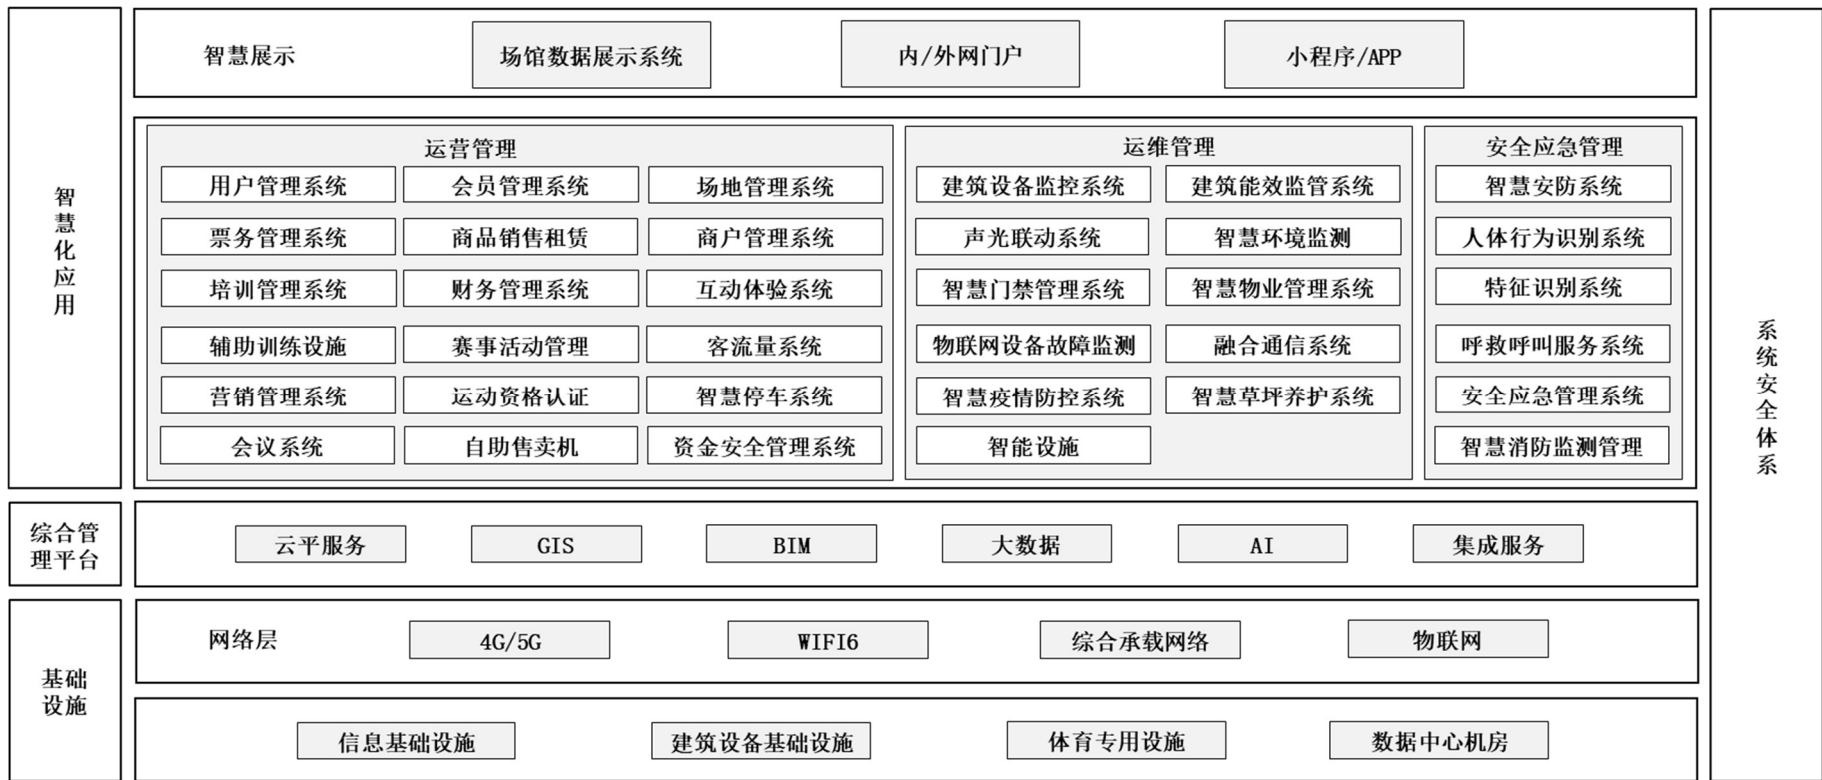 智慧展示
场馆数据展示系统
内/外网门户
小程序/APP
智慧化应用
运营管理
用户管理系统
会员管理系统
场地管理系统
票务管理系统
商品销售租赁
商户管理系统
培训管理系统
财务管理系统
互动体验系统
辅助训练设施
赛事活动管理
客流量系统
营销管理系统
运动资格认证
智慧停车系统
会议系统
自助售卖机
资金安全管理系统
运维管理
建筑设备监控系统
建筑能效监管系统
声光联动系统
智慧环境监测
智慧门禁管理系统
智慧物业管理系统
物联网设备故障监测
融合通信系统
智慧疫情防控系统
智慧草坪养护系统
智能设施
安全应急管理
智慧安防系统
人体行为识别系统
特征识别系统
呼救呼叫服务系统
安全应急管理系统
智慧消防监测管理
综合管
理平台
云平服务
GIS
BIM
大数据
AI
集成服务
基础
设施
网络层
4G/5G
WIFI6
综合承载网络
物联网
信息基础设施
建筑设备基础设施
体育专用设施
数据中心机房
系统安全体系